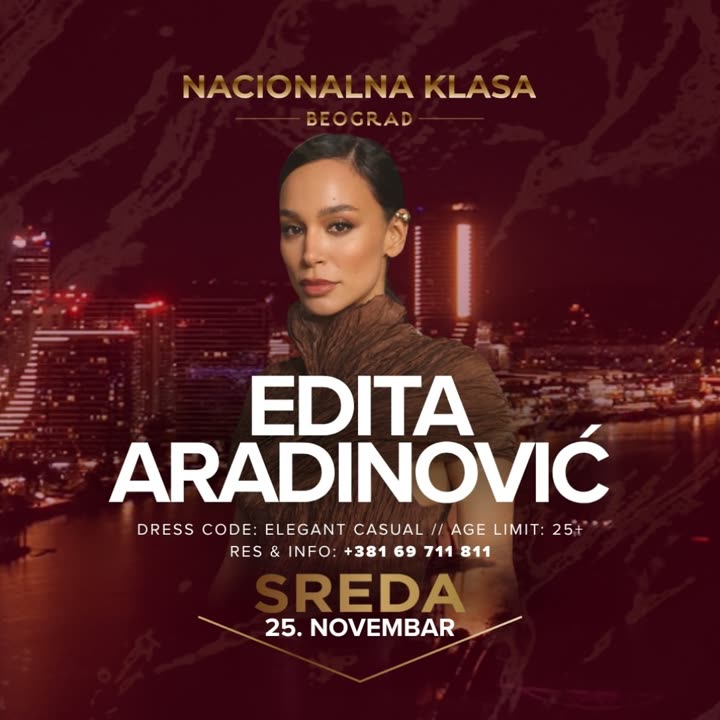 NACIONALNA KLASA
BEOGRAD
EDITA
ARADINOVIĆ
DRESS CODE: ELEGANT CASUAL // AGE LIMIT: 25+
RES & INFO: +381 69 711 811
SREDA
25. NOVEMBAR